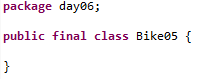 package day06;
public final class Bike05 {
}